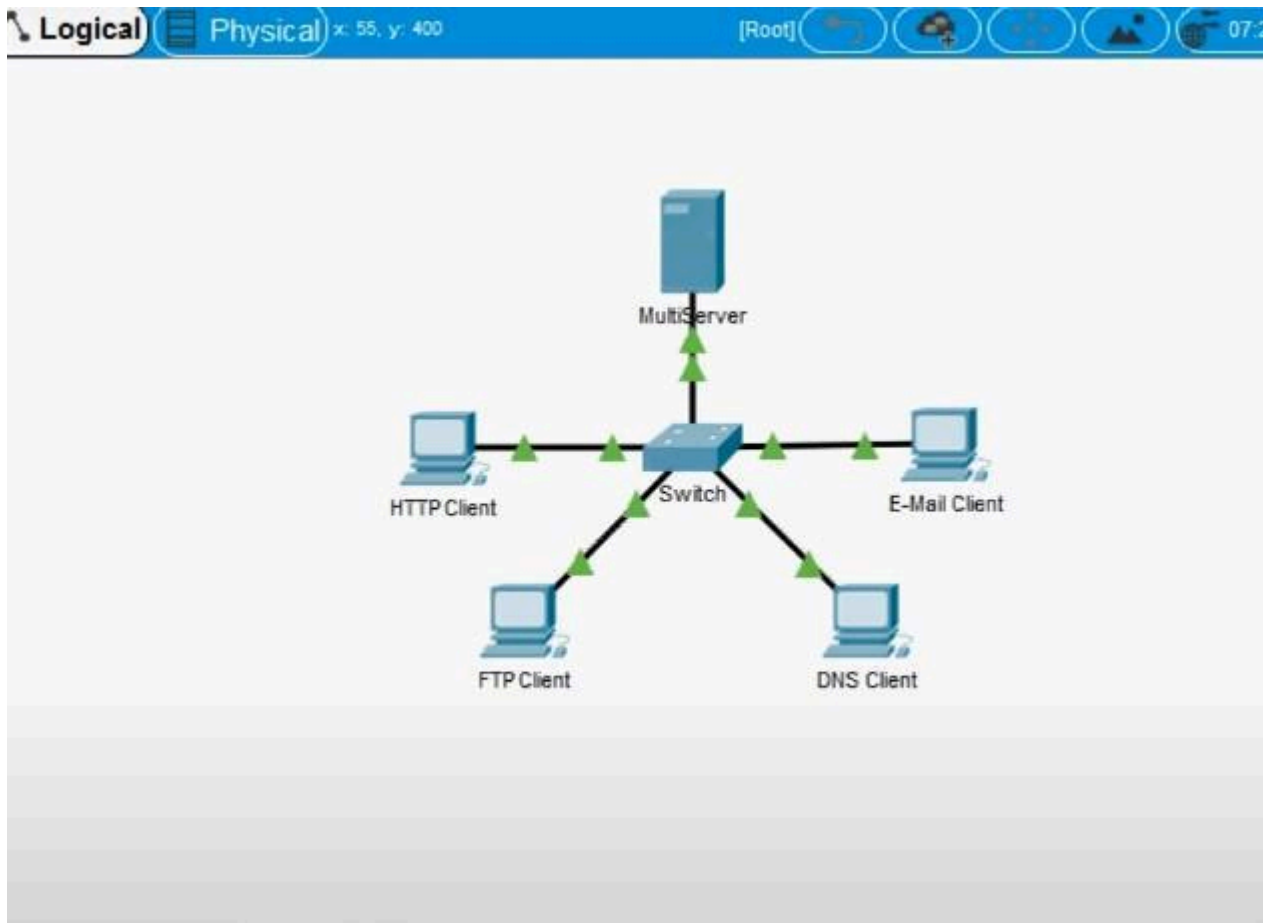 Logical Physical x: 55, y: 400 [Root]
MultiServer
Switch
HTTP Client
E-Mail Client
FTP Client
DNS Client